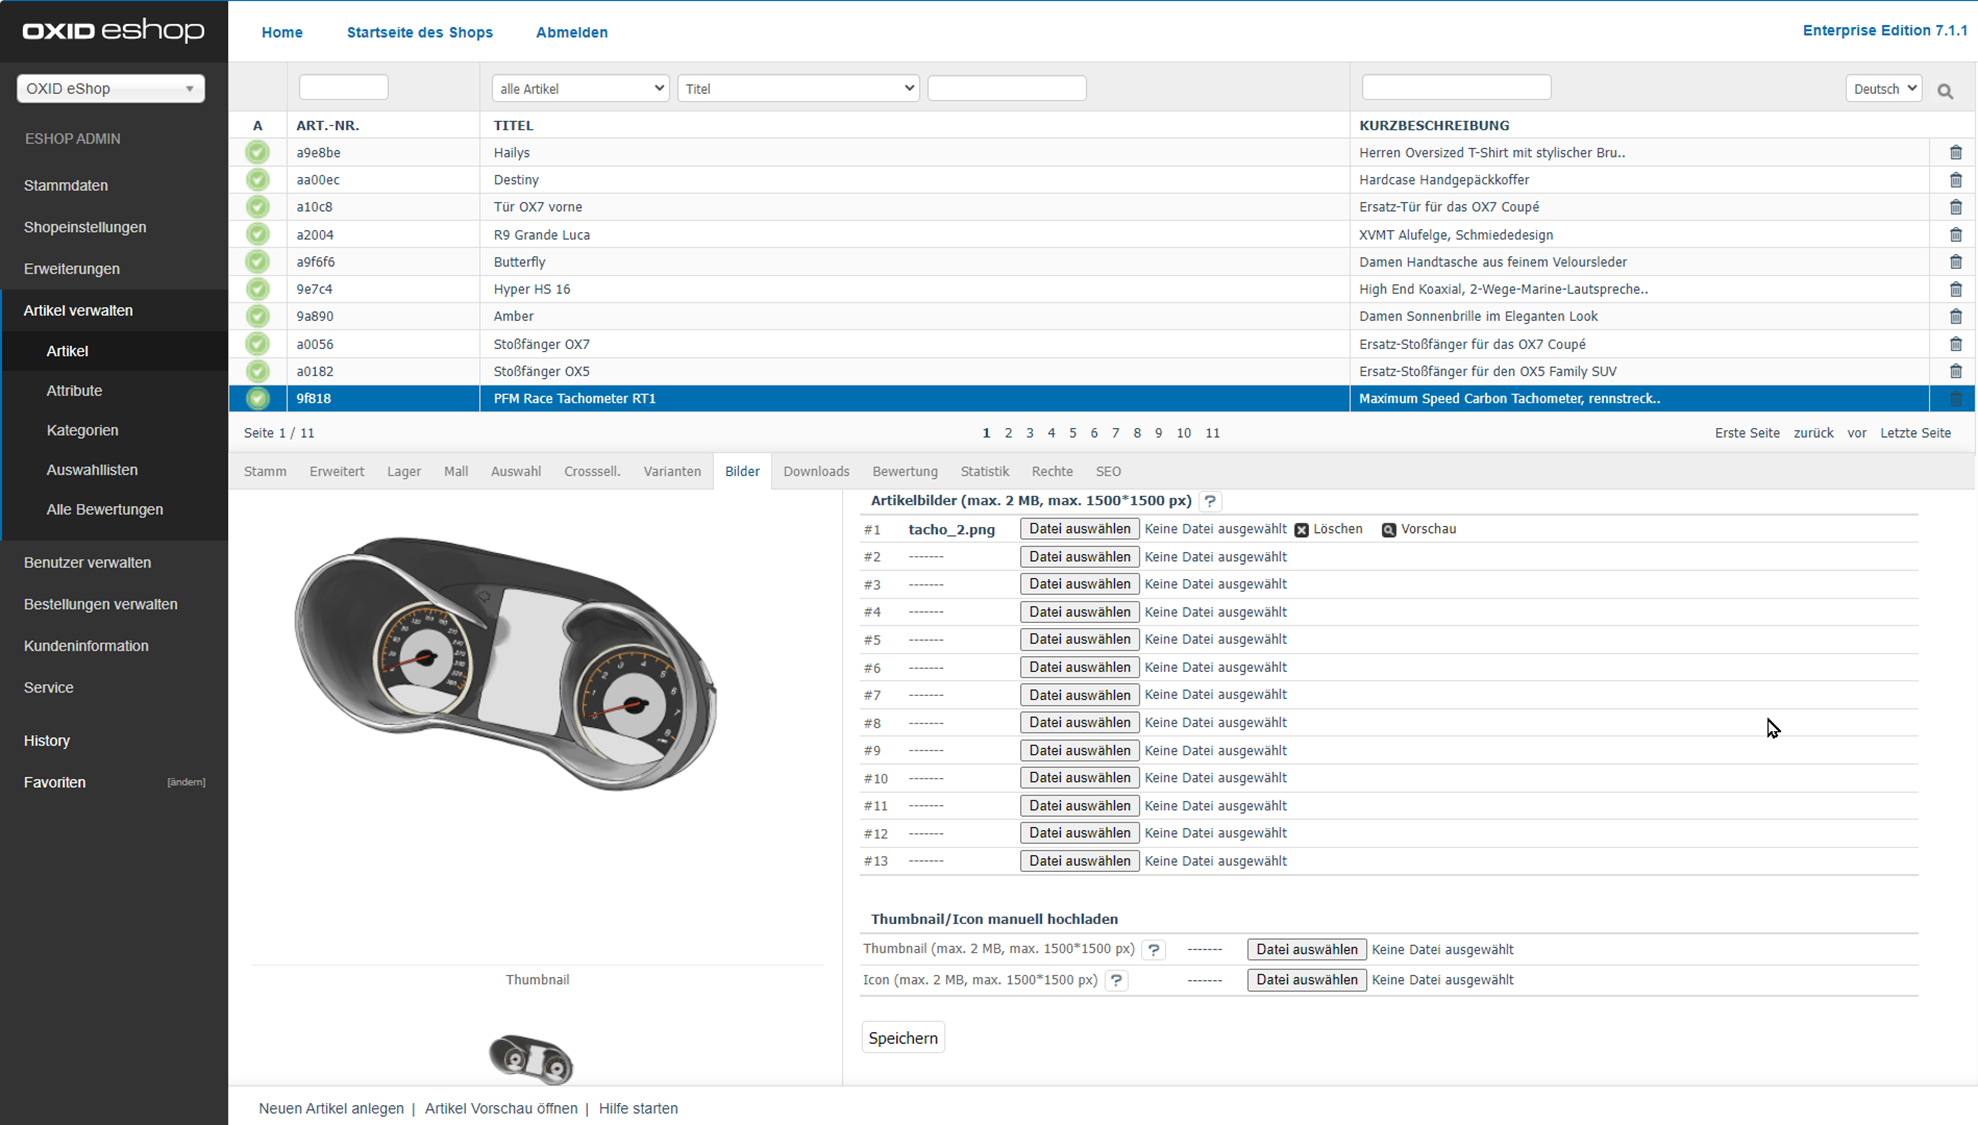 OXID eshop
Home Startseite des Shops Abmelden
Enterprise Edition 7.1.1
OXID eShop
ESHOP ADMIN
Stammdaten
Shopeinstellungen
Erweiterungen
Artikel verwalten
Artikel
Attribute
Kategorien
Auswahllisten
Alle Bewertungen
Benutzer verwalten
Bestellungen verwalten
Kundeninformation
Service
History
Favoriten [ändern]
alle Artikel Titel Deutsch
A ART.-NR. TITEL KURZBESCHREIBUNG
a9e8be Hailys Herren Oversized T-Shirt mit stylischer Bru..
aa00ec Destiny Hardcase Handgepäckkoffer
a10c8 Tür OX7 vorne Ersatz-Tür für das OX7 Coupé
a2004 R9 Grande Luca XVMT Alufelge, Schmiededesign
a9f6f6 Butterfly Damen Handtasche aus feinem Veloursleder
9e7c4 Hyper HS 16 High End Koaxial, 2-Wege-Marine-Lautspreche..
9a890 Amber Damen Sonnenbrille im Eleganten Look
a0056 Stoßfänger OX7 Ersatz-Stoßfänger für das OX7 Coupé
a0182 Stoßfänger OX5 Ersatz-Stoßfänger für den OX5 Family SUV
9f818 PFM Race Tachometer RT1 Maximum Speed Carbon Tachometer, rennstreck..
Seite 1 / 11 1 2 3 4 5 6 7 8 9 10 11 Erste Seite zurück vor Letzte Seite
Stamm Erweitert Lager Mall Auswahl Crosssell. Varianten Bilder Downloads Bewertung Statistik Rechte SEO
Artikelbilder (max. 2 MB, max. 1500*1500 px) ?
#1 tacho_2.png Datei auswählen Keine Datei ausgewählt Löschen Vorschau
#2 ------- Datei auswählen Keine Datei ausgewählt
#3 ------- Datei auswählen Keine Datei ausgewählt
#4 ------- Datei auswählen Keine Datei ausgewählt
#5 ------- Datei auswählen Keine Datei ausgewählt
#6 ------- Datei auswählen Keine Datei ausgewählt
#7 ------- Datei auswählen Keine Datei ausgewählt
#8 ------- Datei auswählen Keine Datei ausgewählt
#9 ------- Datei auswählen Keine Datei ausgewählt
#10 ------- Datei auswählen Keine Datei ausgewählt
#11 ------- Datei auswählen Keine Datei ausgewählt
#12 ------- Datei auswählen Keine Datei ausgewählt
#13 ------- Datei auswählen Keine Datei ausgewählt
Thumbnail/Icon manuell hochladen
Thumbnail (max. 2 MB, max. 1500*1500 px) ? ------- Datei auswählen Keine Datei ausgewählt
Icon (max. 2 MB, max. 1500*1500 px) ? ------- Datei auswählen Keine Datei ausgewählt
Speichern
Thumbnail
Neuen Artikel anlegen | Artikel Vorschau öffnen | Hilfe starten